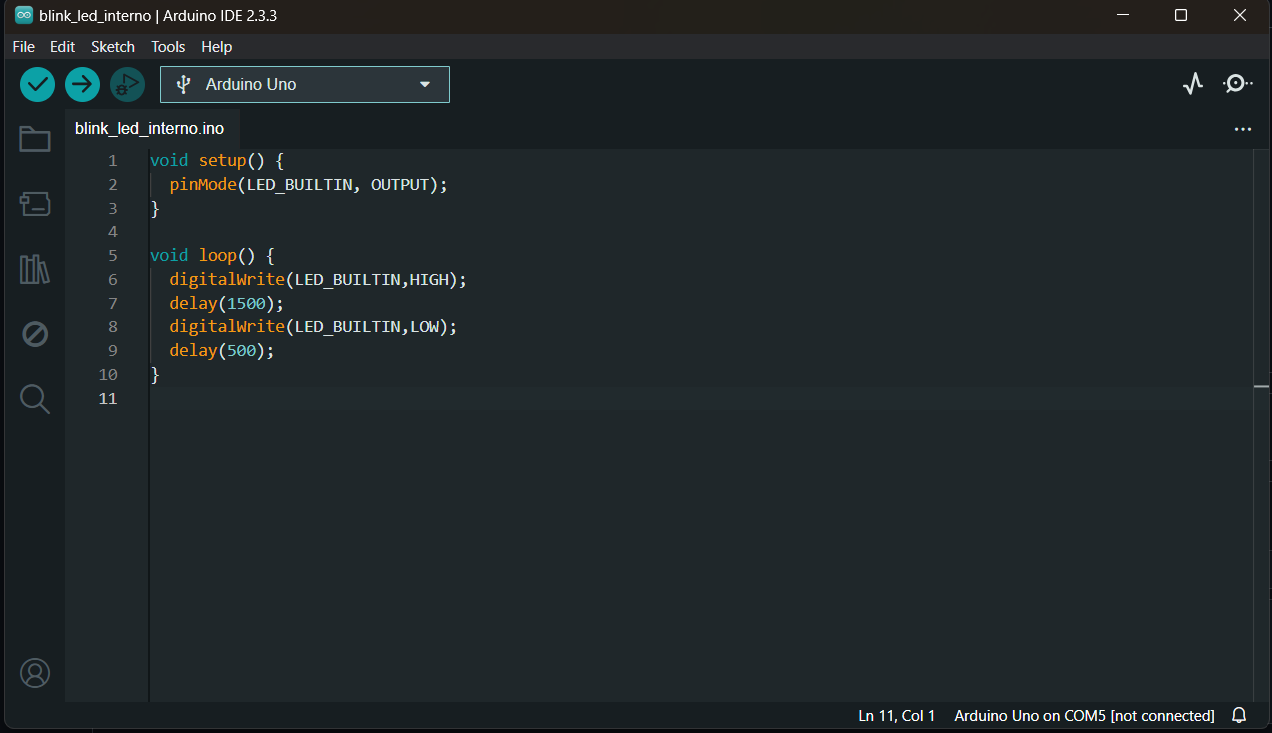 blink_led_interno | Arduino IDE 2.3.3
File Edit Sketch Tools Help
Arduino Uno
blink_led_interno.ino
1 void setup() {
2   pinMode(LED_BUILTIN, OUTPUT);
3 }
4
5 void loop() {
6   digitalWrite(LED_BUILTIN,HIGH);
7   delay(1500);
8   digitalWrite(LED_BUILTIN,LOW);
9   delay(500);
10 }
11
Ln 11, Col 1 Arduino Uno on COM5 [not connected]